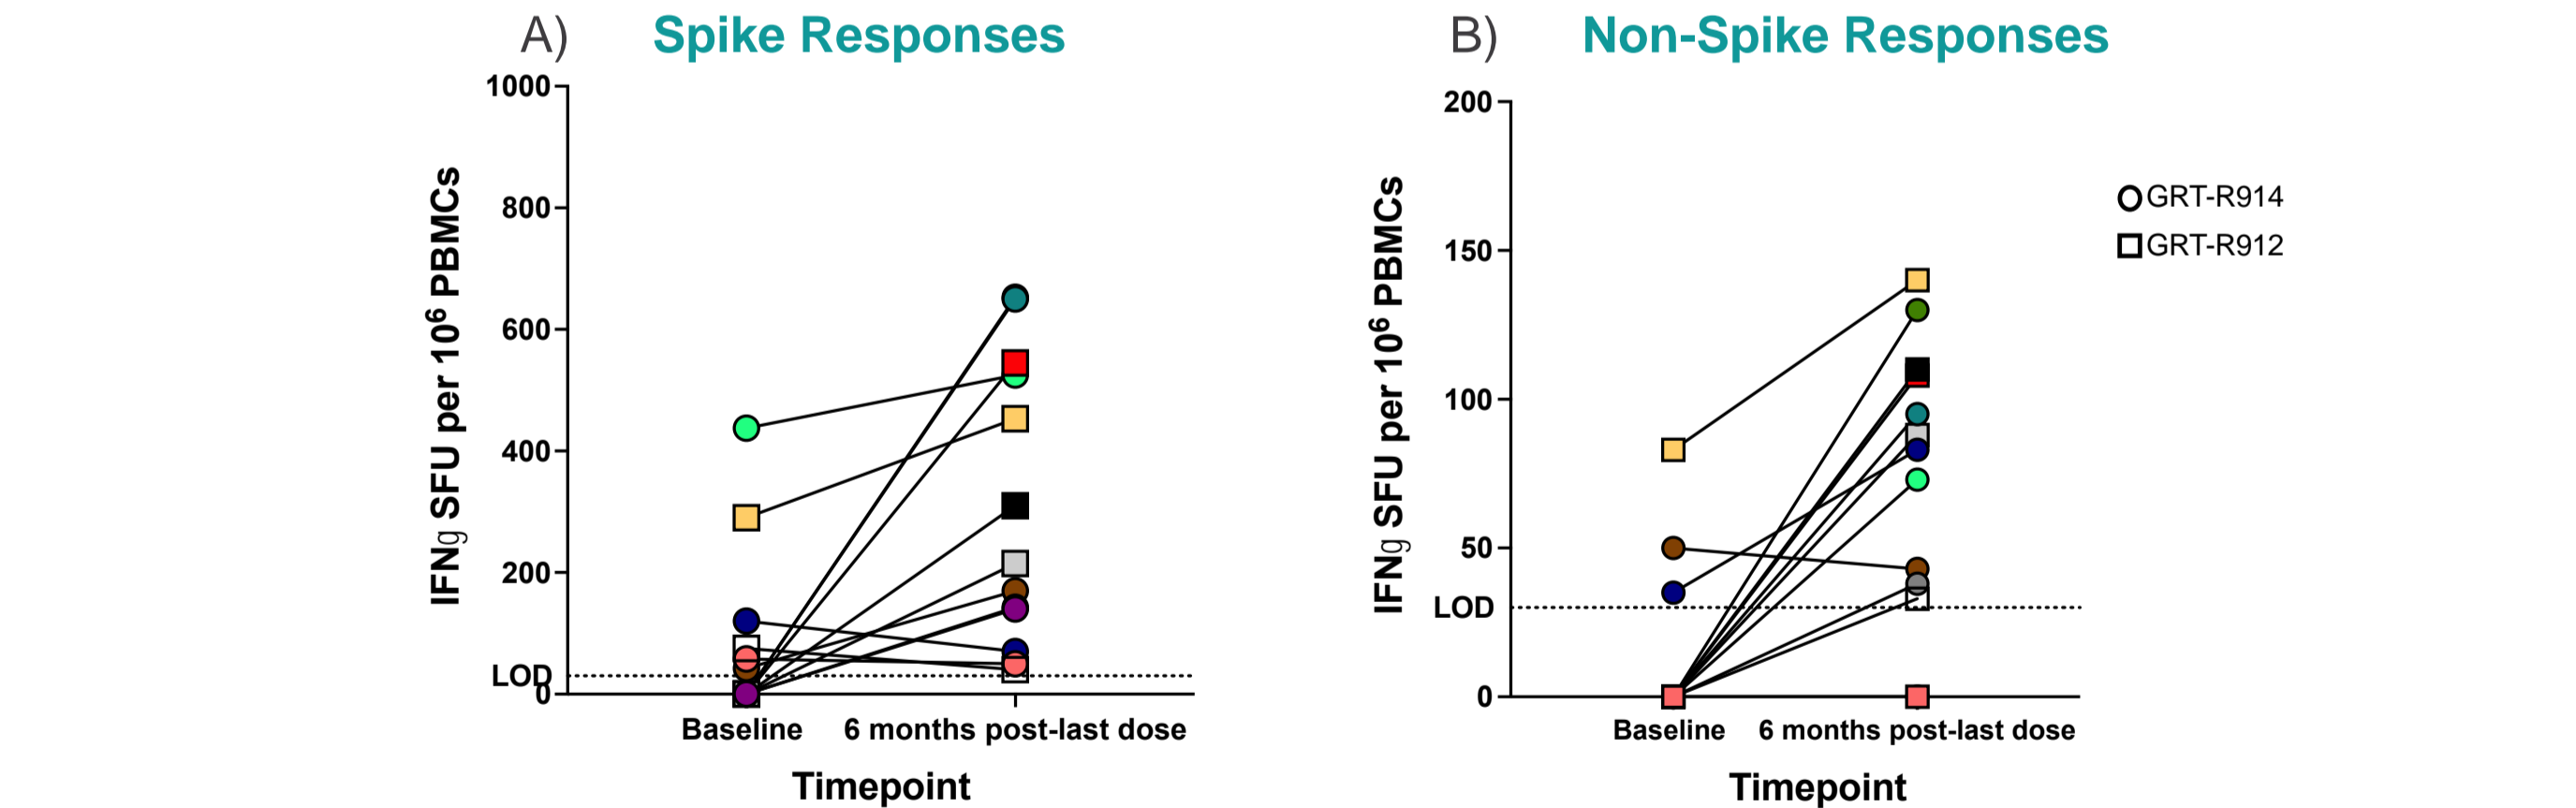 A) Spike Responses
1000
800
600
400
200
LOD
0
IFNg SFU per 10⁶ PBMCs
Baseline 6 months post-last dose
Timepoint
B) Non-Spike Responses
200
150
100
50
LOD
0
IFNg SFU per 10⁶ PBMCs
Baseline 6 months post-last dose
Timepoint
GRT-R914
GRT-R912